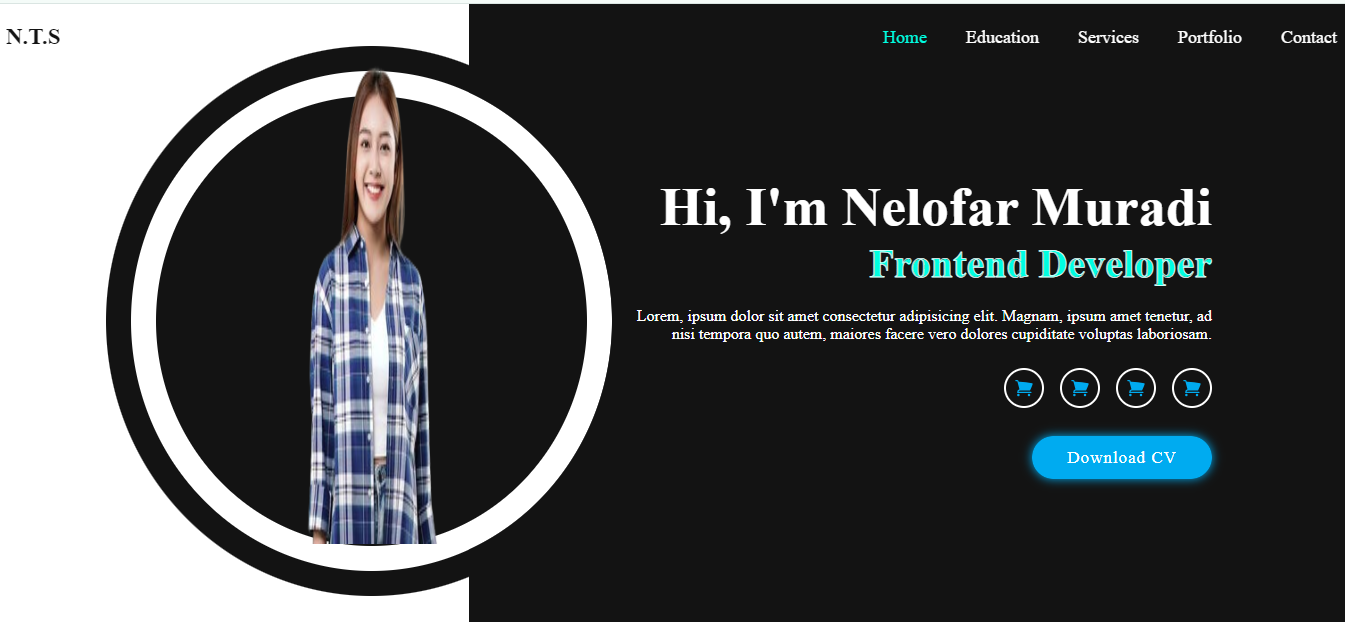 N.T.S
Home Education Services Portfolio Contact
Hi, I'm Nelofar Muradi
Frontend Developer
Lorem, ipsum dolor sit amet consectetur adipisicing elit. Magnam, ipsum amet tenetur, ad
nisi tempora quo autem, maiores facere vero dolores cupiditate voluptas laboriosam.
Download CV